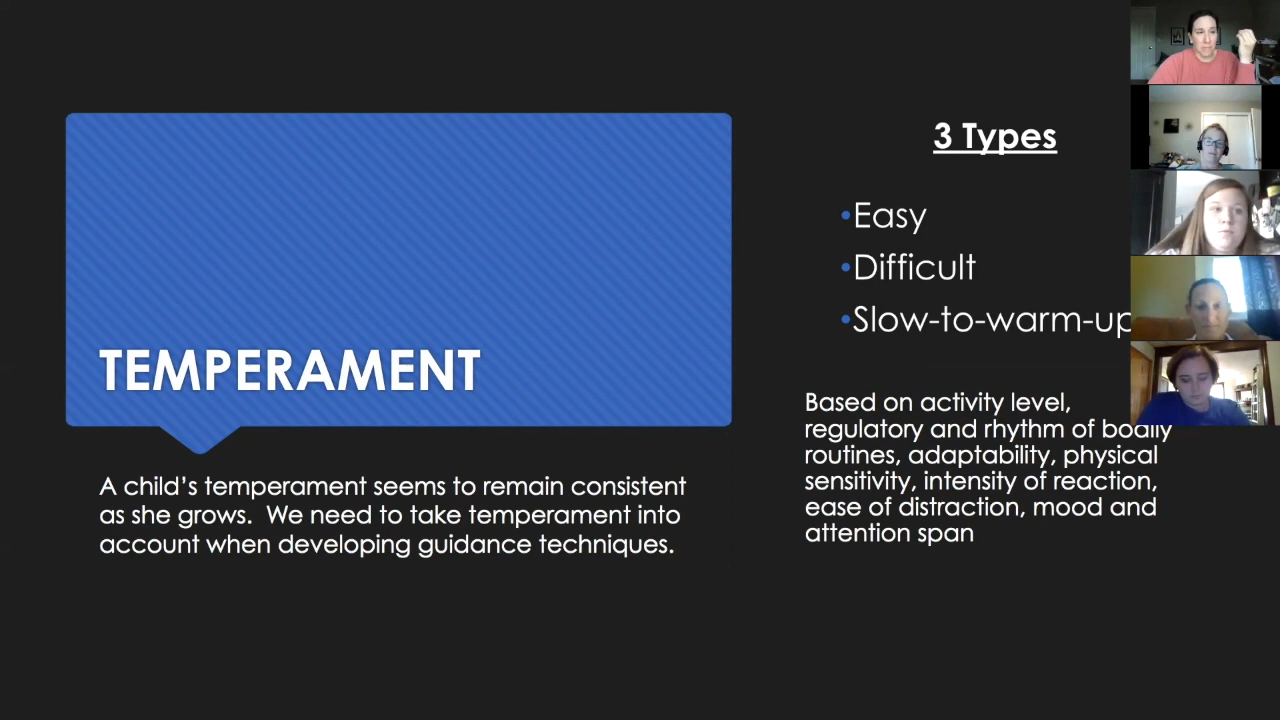 TEMPERAMENT
A child's temperament seems to remain consistent
as she grows.  We need to take temperament into
account when developing guidance techniques.
3 Types
•Easy
•Difficult
•Slow-to-warm-up
Based on activity level,
regulatory and rhythm of bodily
routines, adaptability, physical
sensitivity, intensity of reaction,
ease of distraction, mood and
attention span